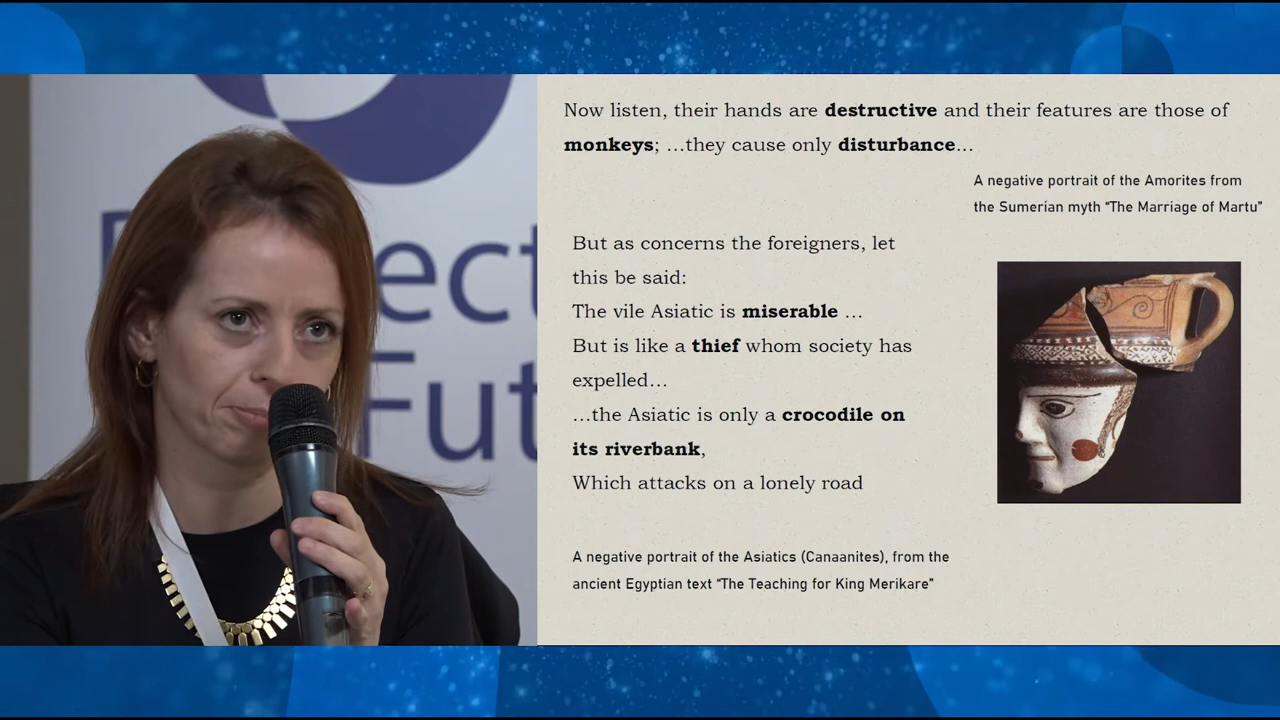 Now listen, their hands are destructive and their features are those of
monkeys; …they cause only disturbance…
A negative portrait of the Amorites from
the Sumerian myth “The Marriage of Martu”
But as concerns the foreigners, let
this be said:
The vile Asiatic is miserable …
But is like a thief whom society has
expelled…
…the Asiatic is only a crocodile on
its riverbank,
Which attacks on a lonely road
A negative portrait of the Asiatics (Canaanites), from the
ancient Egyptian text “The Teaching for King Merikare”